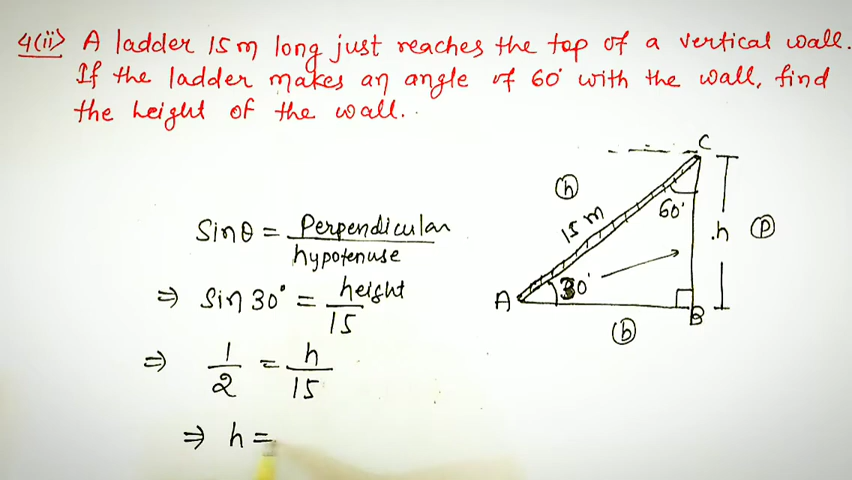 4(ii) A ladder 15m long just reaches the top of a vertical wall.
If the ladder makes an angle of 60° with the wall, find
the height of the wall.
Sinθ = Perpendicular / hypotenuse
⇒ Sin 30° = height / 15
⇒ 1/2 = h/15
⇒ h =
C
h
60°
15 m
h
p
A
30°
B
b